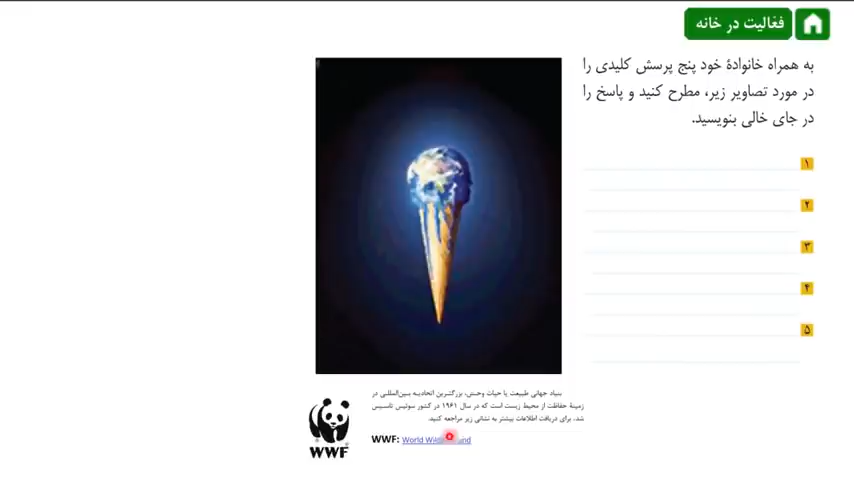 فعّالیت در خانه
به همراه خانوادهٔ خود پنج پرسش کلیدی را
در مورد تصاویر زیر، مطرح کنید و پاسخ را
در جای خالی بنویسید.
۱
۲
۳
۴
۵
بنیاد جهانی طبیعت یا حیات وحش، بزرگترین اتحادیه بین‌المللی در
زمینهٔ حفاظت از محیط زیست است که در سال ۱۹۶۱ در کشور سوئیس تاسیس
شد. برای دریافت اطلاعات بیشتر به نشانی زیر مراجعه کنید.
WWF: World
WWF